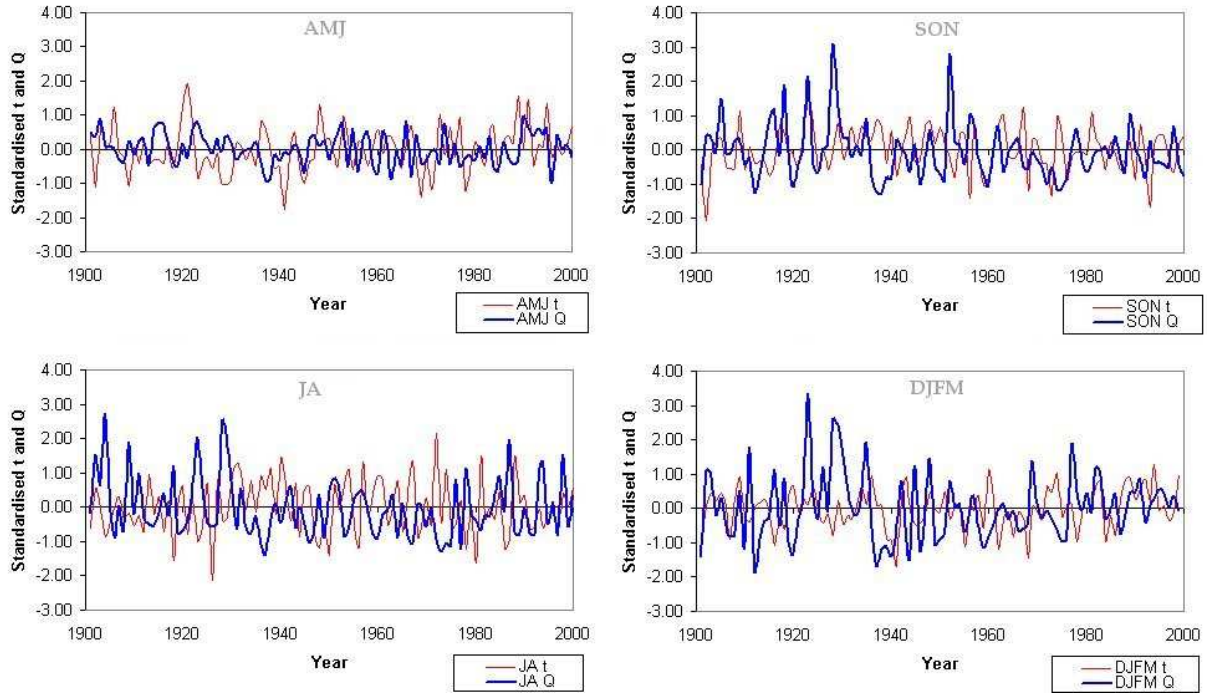 AMJ
Standardised t and Q
4.00
3.00
2.00
1.00
0.00
-1.00
-2.00
-3.00
1900 1920 1940 1960 1980 2000
Year
AMJ t
AMJ Q
SON
Standardised t and Q
4.00
3.00
2.00
1.00
0.00
-1.00
-2.00
-3.00
1900 1920 1940 1960 1980 2000
Year
SON t
SON Q
JA
Standardised t and Q
4.00
3.00
2.00
1.00
0.00
-1.00
-2.00
-3.00
1900 1920 1940 1960 1980 2000
Year
JA t
JA Q
DJFM
Standardised t and Q
4.00
3.00
2.00
1.00
0.00
-1.00
-2.00
-3.00
1900 1920 1940 1960 1980 2000
Year
DJFM t
DJFM Q